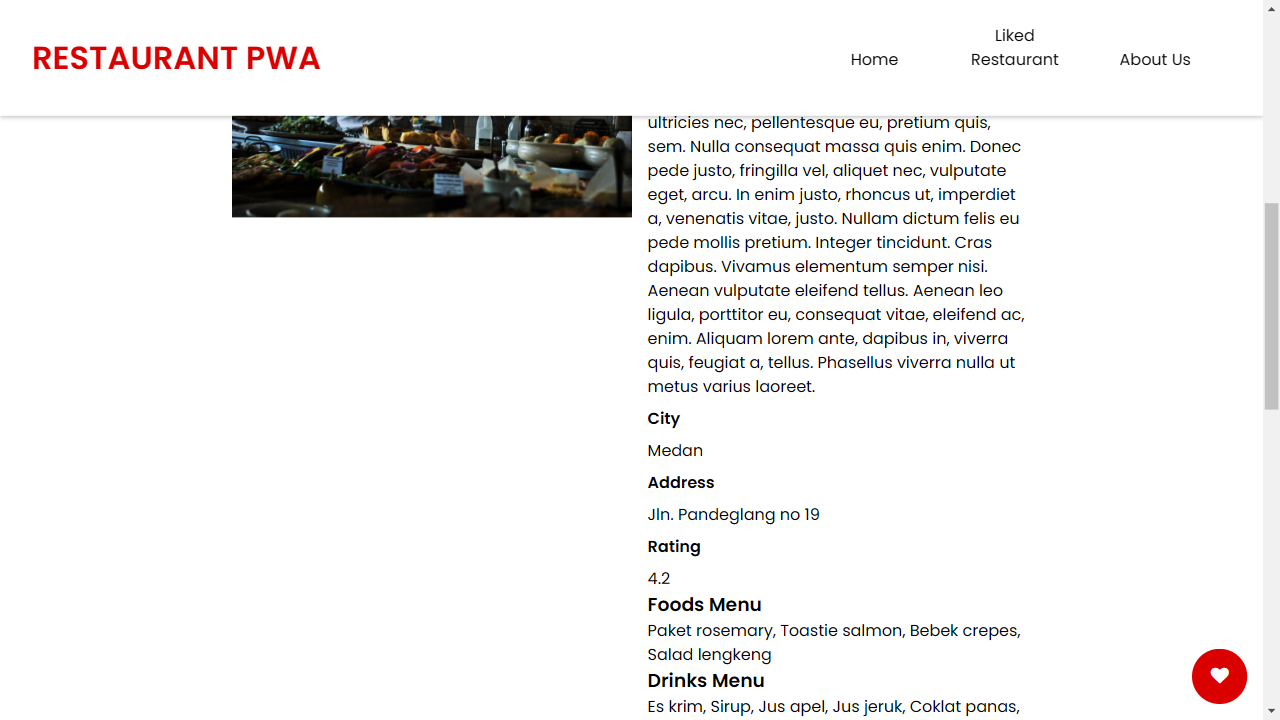 RESTAURANT PWA
Home
Liked
Restaurant
About Us
ultricies nec, pellentesque eu, pretium quis,
sem. Nulla consequat massa quis enim. Donec
pede justo, fringilla vel, aliquet nec, vulputate
eget, arcu. In enim justo, rhoncus ut, imperdiet
a, venenatis vitae, justo. Nullam dictum felis eu
pede mollis pretium. Integer tincidunt. Cras
dapibus. Vivamus elementum semper nisi.
Aenean vulputate eleifend tellus. Aenean leo
ligula, porttitor eu, consequat vitae, eleifend ac,
enim. Aliquam lorem ante, dapibus in, viverra
quis, feugiat a, tellus. Phasellus viverra nulla ut
metus varius laoreet.
City
Medan
Address
Jln. Pandeglang no 19
Rating
4.2
Foods Menu
Paket rosemary, Toastie salmon, Bebek crepes,
Salad lengkeng
Drinks Menu
Es krim, Sirup, Jus apel, Jus jeruk, Coklat panas,